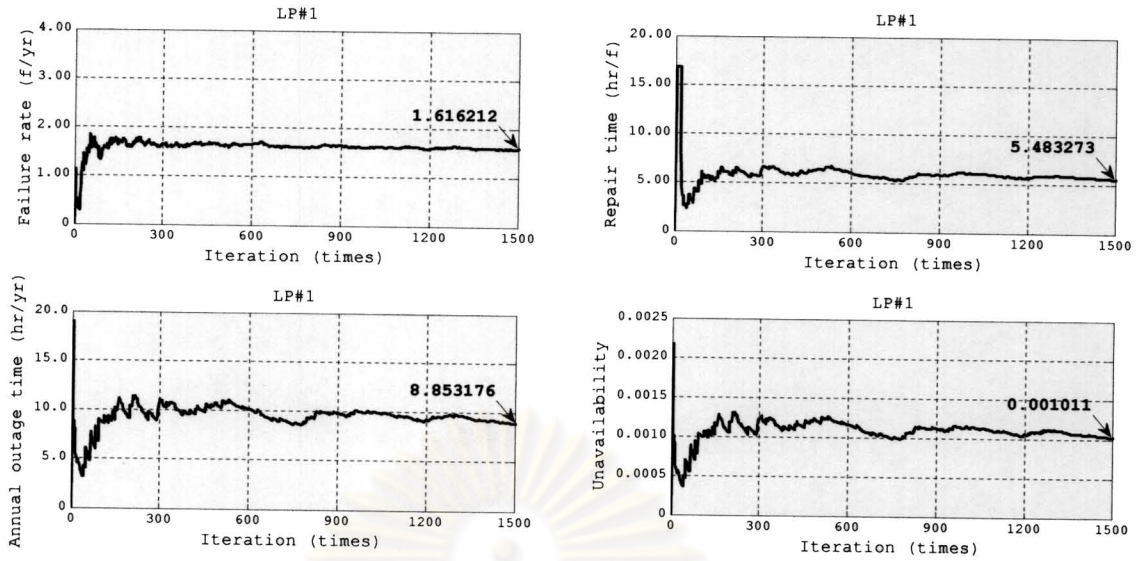 LP#1
Failure rate (f/yr)
4.00
3.00
2.00
1.00
0
1.616212
0 300 600 900 1200 1500
Iteration (times)
LP#1
Repair time (hr/f)
20.00
15.00
10.00
5.00
0
5.483273
0 300 600 900 1200 1500
Iteration (times)
LP#1
Annual outage time (hr/yr)
20.0
15.0
10.0
5.0
0
8.853176
0 300 600 900 1200 1500
Iteration (times)
LP#1
Unavailability
0.0025
0.0020
0.0015
0.0010
0.0005
0
0.001011
0 300 600 900 1200 1500
Iteration (times)